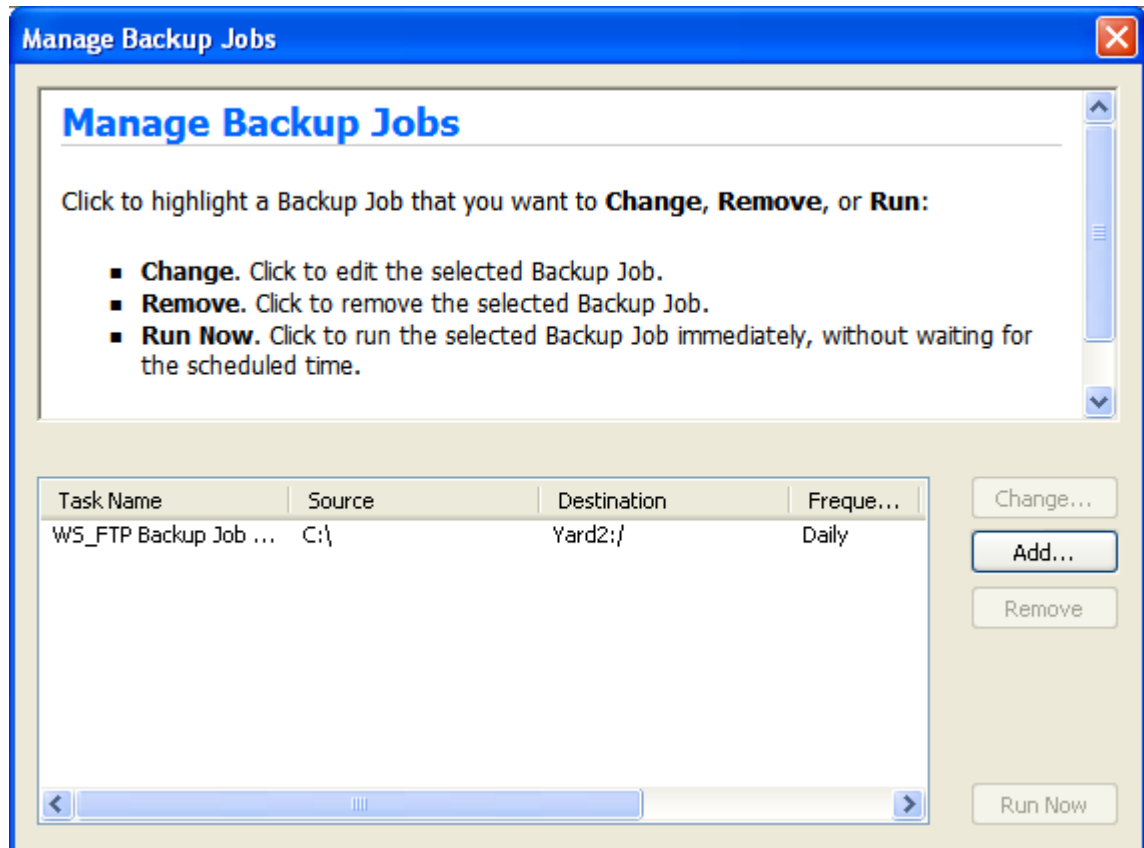 Manage Backup Jobs
Manage Backup Jobs
Click to highlight a Backup Job that you want to Change, Remove, or Run:
■ Change. Click to edit the selected Backup Job.
■ Remove. Click to remove the selected Backup Job.
■ Run Now. Click to run the selected Backup Job immediately, without waiting for
the scheduled time.
Task Name Source Destination Freque...
WS_FTP Backup Job ... C:\ Yard2:/ Daily
Change...
Add...
Remove
Run Now